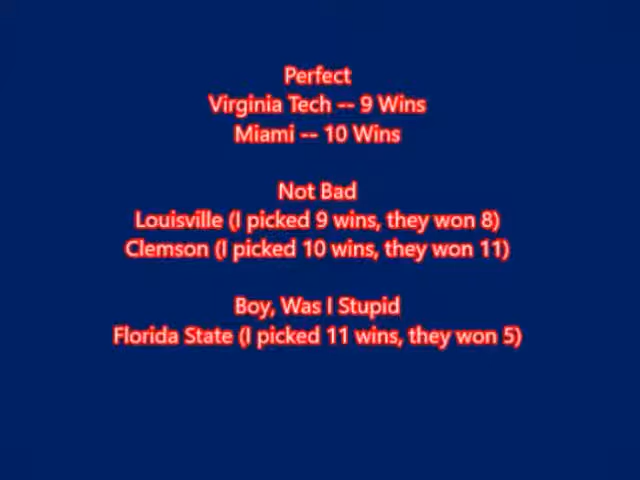 Perfect
Virginia Tech -- 9 Wins
Miami -- 10 Wins
Not Bad
Louisville (I picked 9 wins, they won 8)
Clemson (I picked 10 wins, they won 11)
Boy, Was I Stupid
Florida State (I picked 11 wins, they won 5)